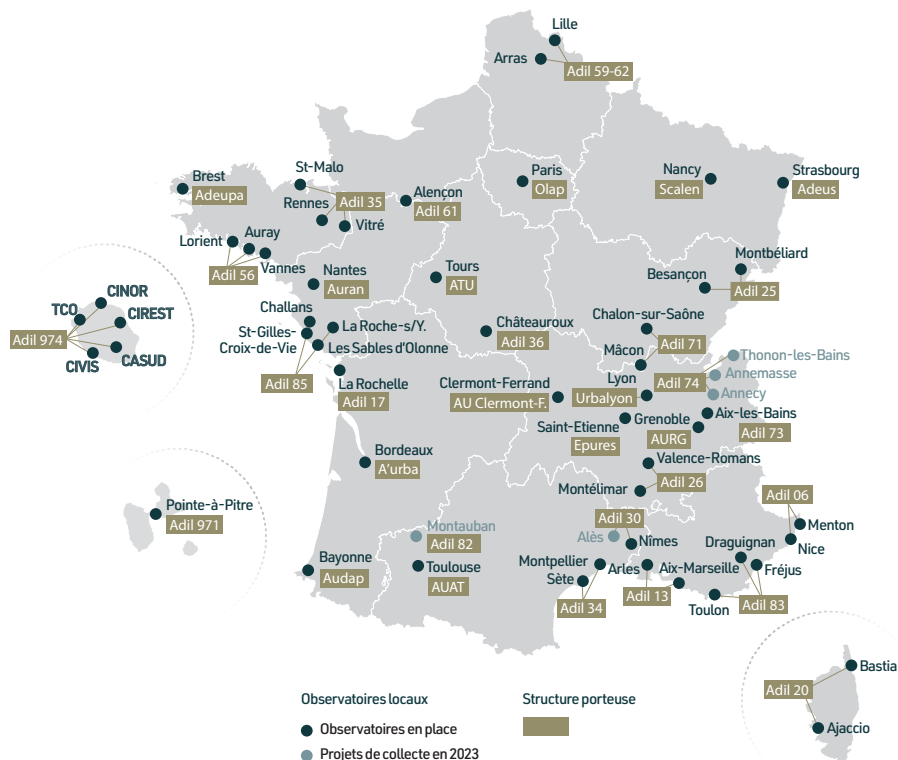 Lille
Arras
Adil 59-62
St-Malo
Brest
Adeupa
Rennes
Adil 35
Vitré
Alençon
Adil 61
Paris
Olap
Nancy
Scalen
Strasbourg
Adeus
Lorient
Auray
Vannes
Adil 56
Nantes
Auran
Tours
ATU
Besançon
Montbéliard
Adil 25
CINOR
TCO
CIREST
Adil 974
CIVIS
CASUD
Challans
St-Gilles-
Croix-de-Vie
La Roche-s/Y.
Les Sables d'Olonne
Adil 85
Châteauroux
Adil 36
Chalon-sur-Saône
Adil 71
Mâcon
Thonon-les-Bains
Annemasse
Adil 74
Annecy
La Rochelle
Adil 17
Clermont-Ferrand
AU Clermont-F.
Lyon
Urbalyon
Aix-les-Bains
Adil 73
Saint-Etienne
Epures
Grenoble
AURG
Bordeaux
A'urba
Valence-Romans
Adil 26
Montélimar
Pointe-à-Pitre
Adil 971
Montauban
Adil 82
Toulouse
AUAT
Bayonne
Audap
Adil 30
Alès
Nîmes
Montpellier
Sète
Adil 34
Arles
Aix-Marseille
Adil 13
Adil 06
Menton
Nice
Draguignan
Fréjus
Toulon
Adil 83
Bastia
Adil 20
Ajaccio
Observatoires locaux
Observatoires en place
Projets de collecte en 2023
Structure porteuse